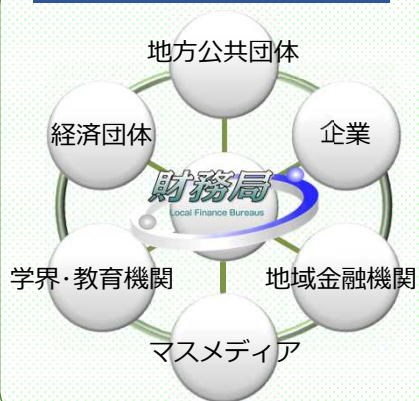 地方公共団体
経済団体
企業
財務局
Local Finance Bureaus
学界･教育機関
地域金融機関
マスメディア